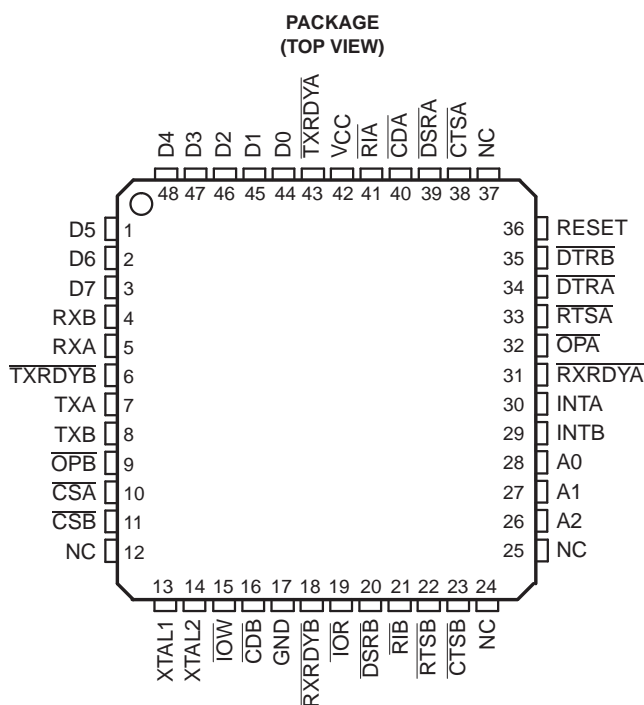 PACKAGE
(TOP VIEW)
D4
D3
D2
D1
D0
TXRDYA
VCC
RIA
CDA
DSRA
CTSA
NC
48 47 46 45 44 43 42 41 40 39 38 37
D5 1
D6 2
D7 3
RXB 4
RXA 5
TXRDYB 6
TXA 7
TXB 8
OPB 9
CSA 10
CSB 11
NC 12
36 RESET
35 DTRB
34 DTRA
33 RTSA
32 OPA
31 RXRDYA
30 INTA
29 INTB
28 A0
27 A1
26 A2
25 NC
13 14 15 16 17 18 19 20 21 22 23 24
XTAL1
XTAL2
IOW
CDB
GND
RXRDYB
IOR
DSRB
RIB
RTSB
CTSB
NC